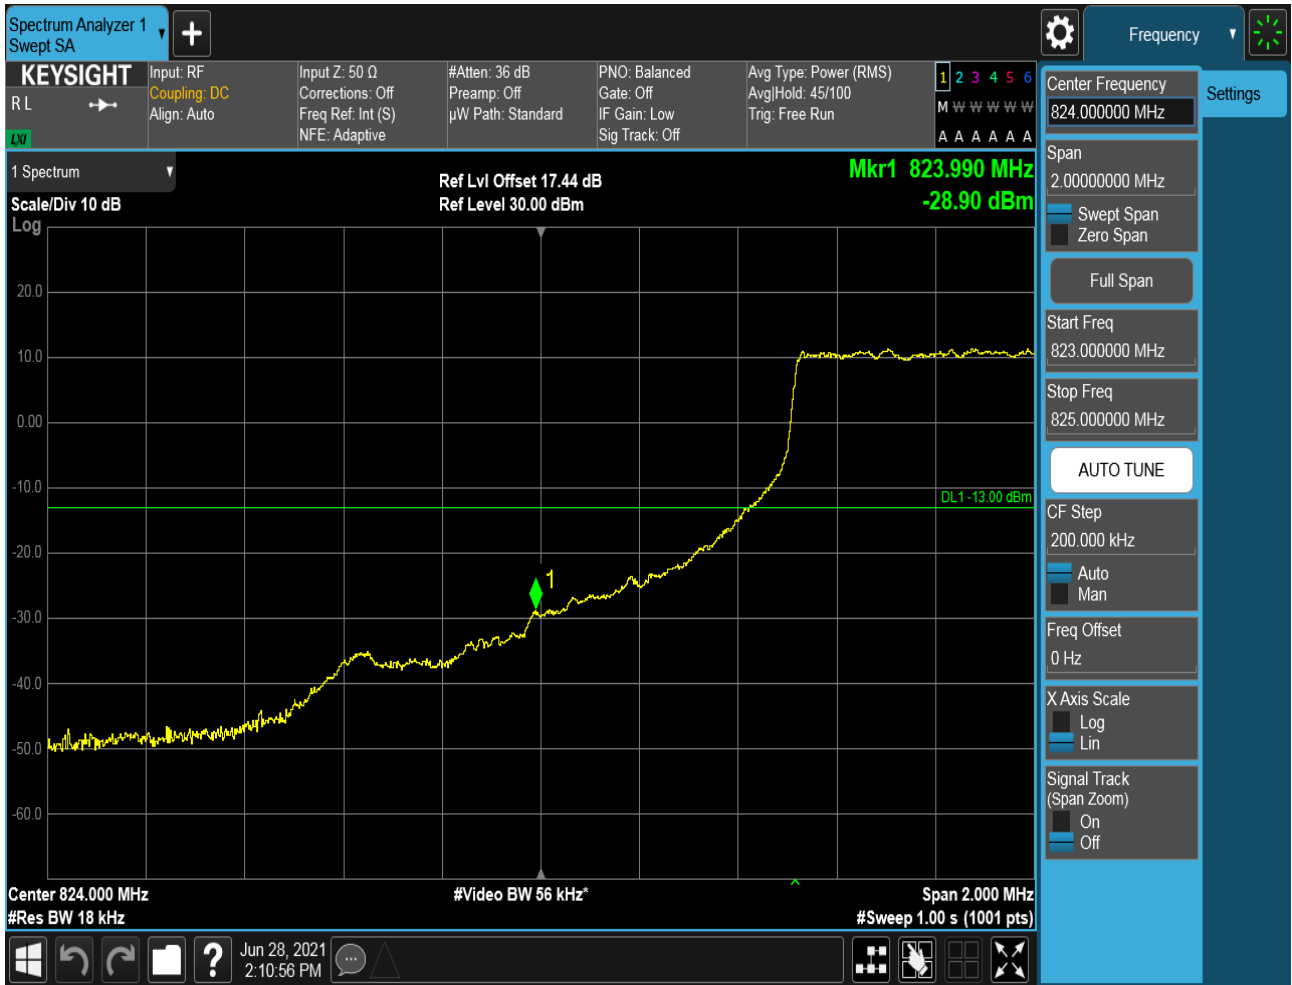 Spectrum Analyzer 1
Swept SA
Frequency
KEYSIGHT
R L
LXI
Input: RF
Coupling: DC
Align: Auto
Input Z: 50 Ω
Corrections: Off
Freq Ref: Int (S)
NFE: Adaptive
#Atten: 36 dB
Preamp: Off
µW Path: Standard
PNO: Balanced
Gate: Off
IF Gain: Low
Sig Track: Off
Avg Type: Power (RMS)
Avg|Hold: 45/100
Trig: Free Run
1 2 3 4 5 6
M W W W W W
A A A A A A
1 Spectrum
Scale/Div 10 dB
Log
Ref Lvl Offset 17.44 dB
Ref Level 30.00 dBm
Mkr1 823.990 MHz
-28.90 dBm
20.0
10.0
0.00
-10.0
DL1 -13.00 dBm
-20.0
1
-30.0
-40.0
-50.0
-60.0
Center 824.000 MHz
#Video BW 56 kHz*
Span 2.000 MHz
#Res BW 18 kHz
#Sweep 1.00 s (1001 pts)
Center Frequency
824.000000 MHz
Settings
Span
2.00000000 MHz
Swept Span
Zero Span
Full Span
Start Freq
823.000000 MHz
Stop Freq
825.000000 MHz
AUTO TUNE
CF Step
200.000 kHz
Auto
Man
Freq Offset
0 Hz
X Axis Scale
Log
Lin
Signal Track
(Span Zoom)
On
Off
?
Jun 28, 2021
2:10:56 PM